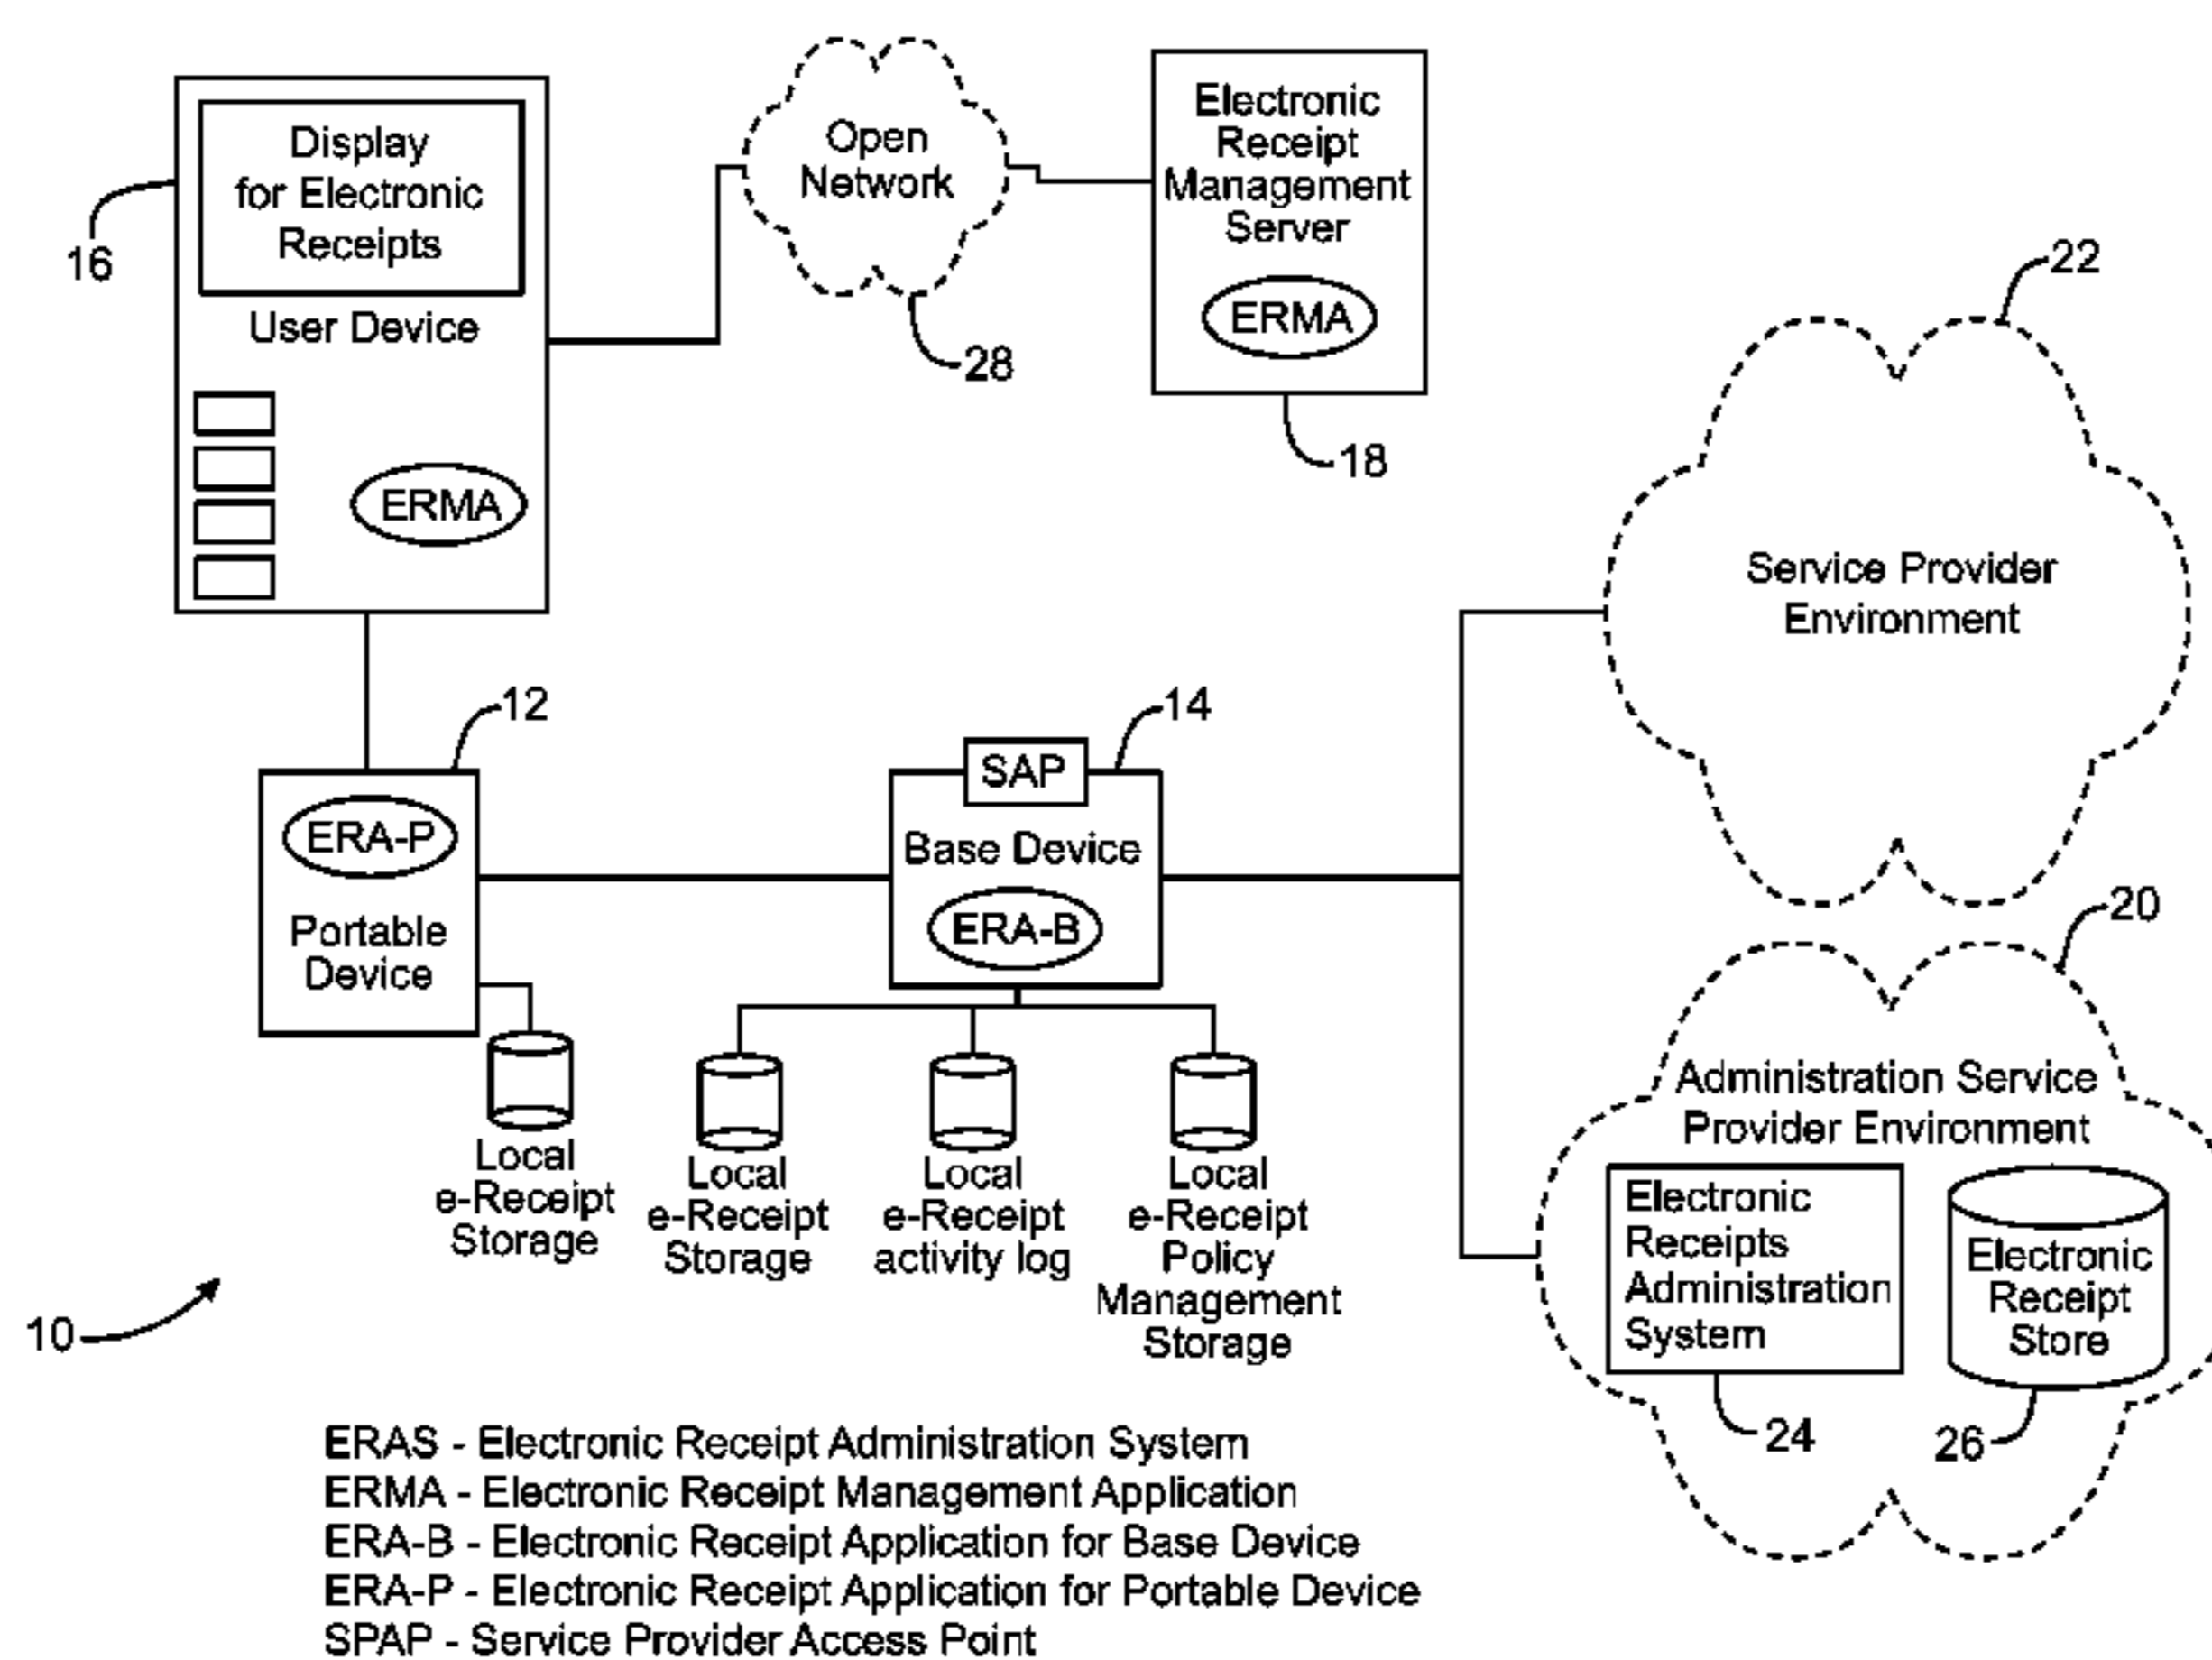 Display
for Electronic
Receipts
User Device
ERMA
16
Open
Network
28
Electronic
Receipt
Management
Server
ERMA
18
22
Service Provider
Environment
12
ERA-P
Portable
Device
14
SAP
Base Device
ERA-B
Local
e-Receipt
Storage
Local
e-Receipt
Storage
Local
e-Receipt
activity log
Local
e-Receipt
Policy
Management
Storage
20
Administration Service
Provider Environment
Electronic
Receipts
Administration
System
24
Electronic
Receipt
Store
26
10
ERAS - Electronic Receipt Administration System
ERMA - Electronic Receipt Management Application
ERA-B - Electronic Receipt Application for Base Device
ERA-P - Electronic Receipt Application for Portable Device
SPAP - Service Provider Access Point